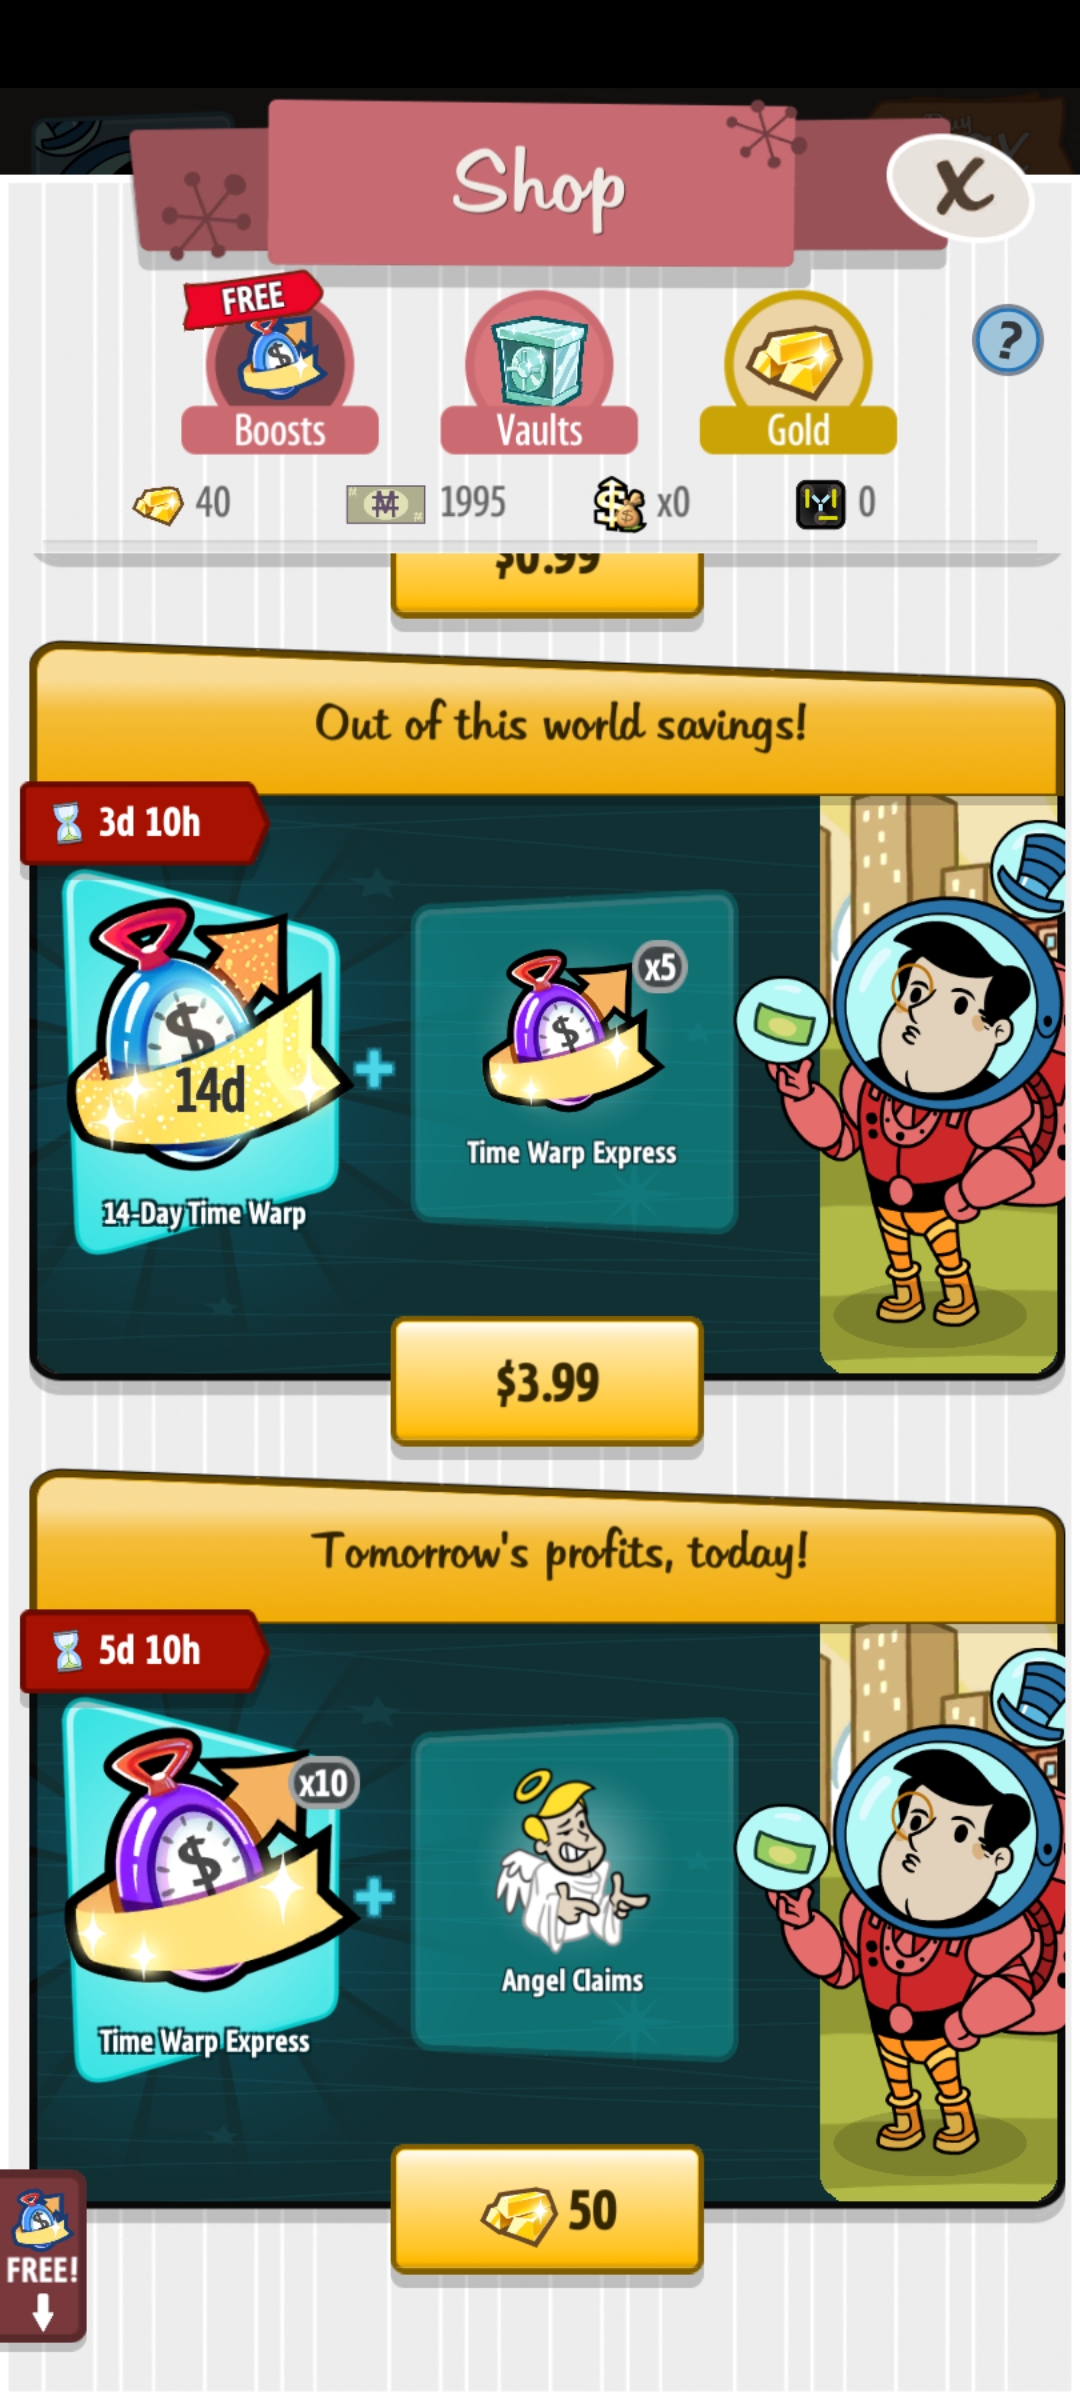 Shop
X
FREE
Boosts
Vaults
Gold
?
40
1995
x0
0
$0.99
Out of this world savings!
3d 10h
x5
14d
14-Day Time Warp
Time Warp Express
$3.99
Tomorrow's profits, today!
5d 10h
x10
Time Warp Express
Angel Claims
50
FREE!